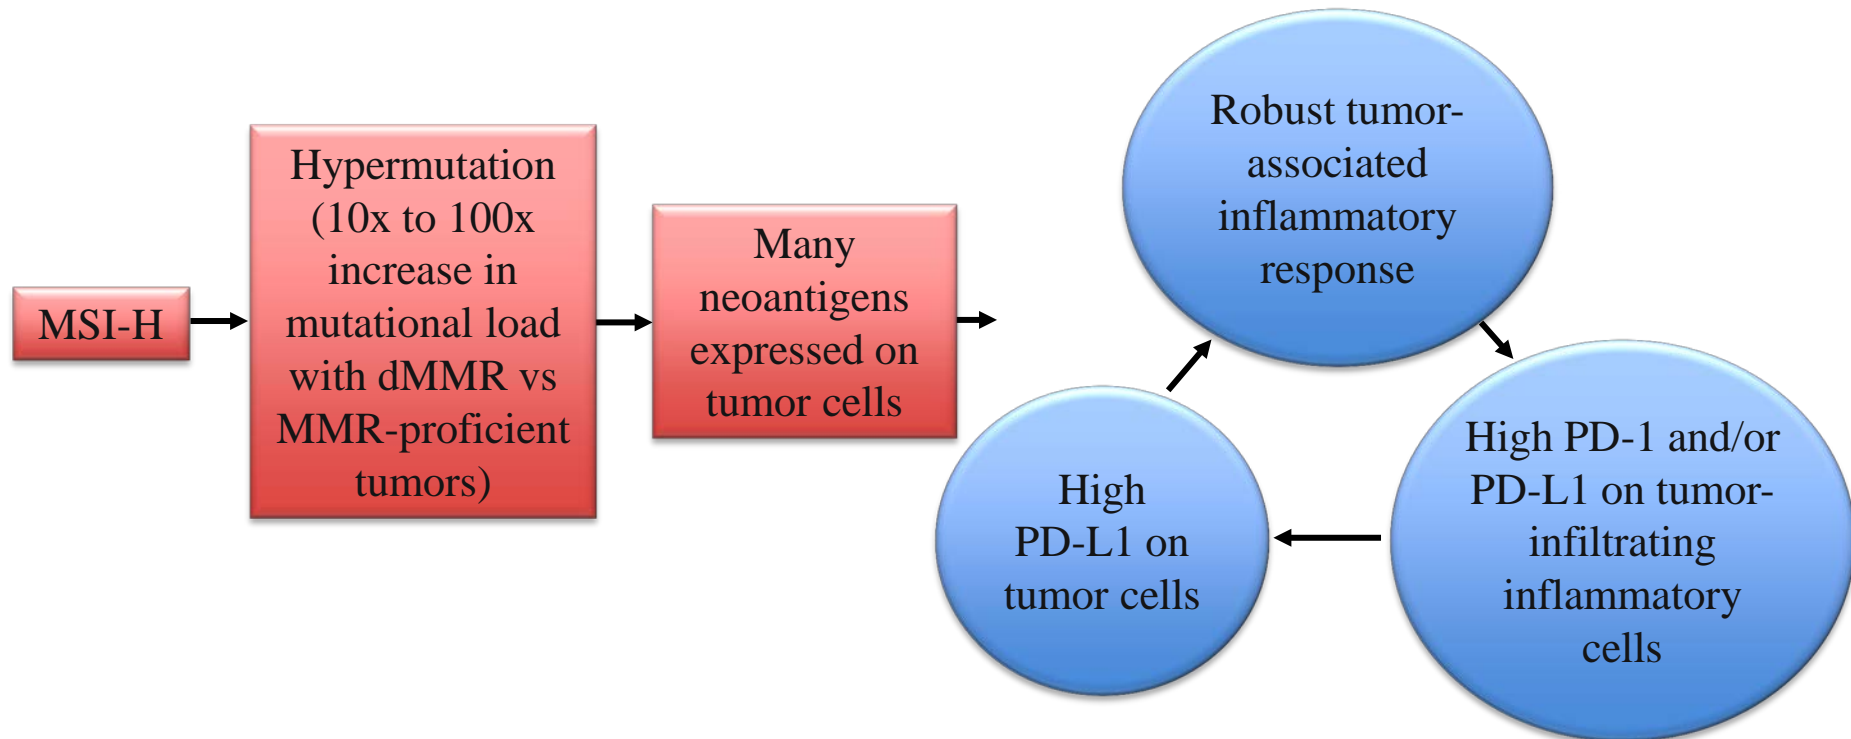 MSI-H
Hypermutation
(10x to 100x
increase in
mutational load
with dMMR vs
MMR-proficient
tumors)
Many
neoantigens
expressed on
tumor cells
Robust tumor-
associated
inflammatory
response
High PD-1 and/or
PD-L1 on tumor-
infiltrating
inflammatory
cells
High
PD-L1 on
tumor cells